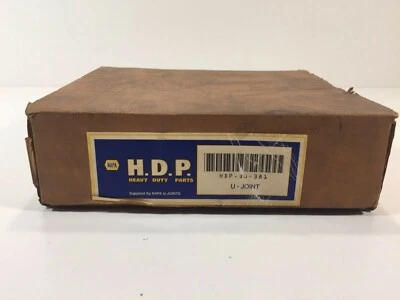 NAPA
H.D.P.
HEAVY DUTY PARTS
Supplied by NAPA U-JOINTS
U-JOINT